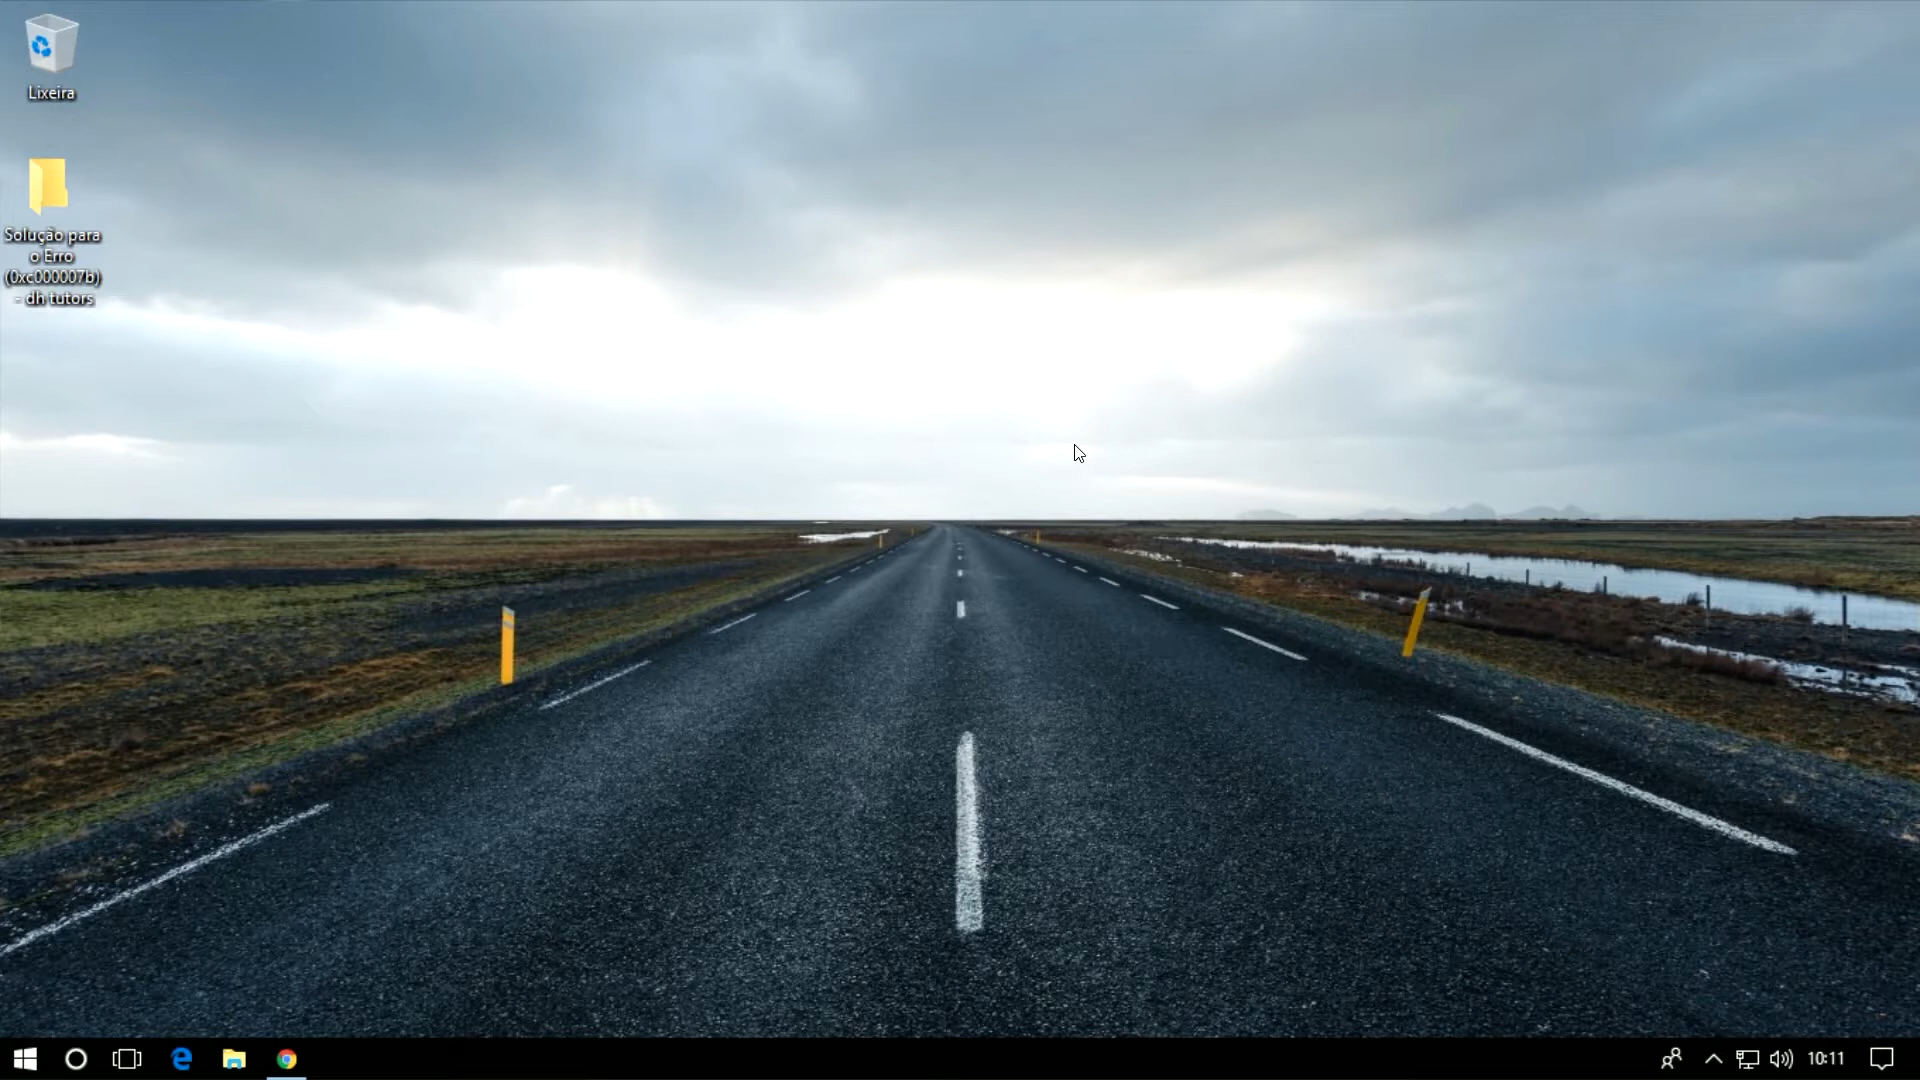 Lixeira
Solução para
o Erro
(0xc000007b)
- dh tutors
10:11